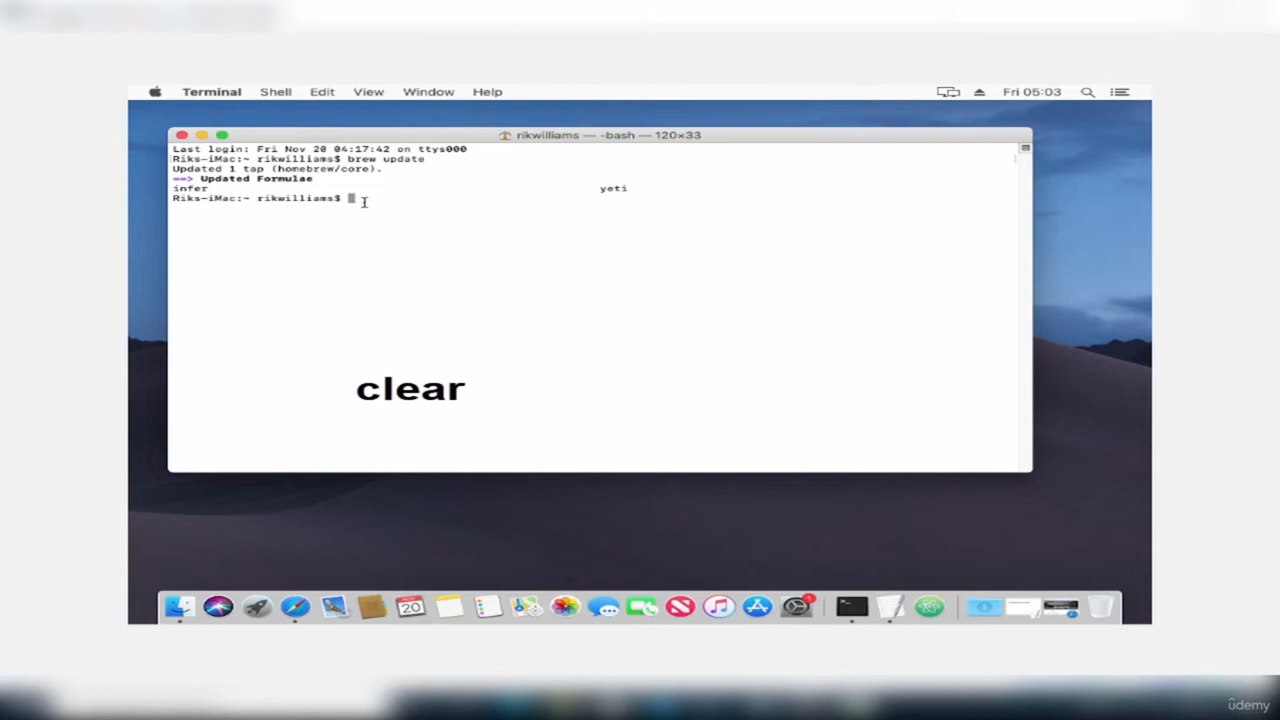 Terminal Shell Edit View Window Help Fri 05:03
rikwilliams — -bash — 120×33
Last login: Fri Nov 20 04:17:42 on ttys000
Riks-iMac:~ rikwilliams$ brew update
Updated 1 tap (homebrew/core).
==> Updated Formulae
infer yeti
Riks-iMac:~ rikwilliams$
clear
20
1
ûdemy